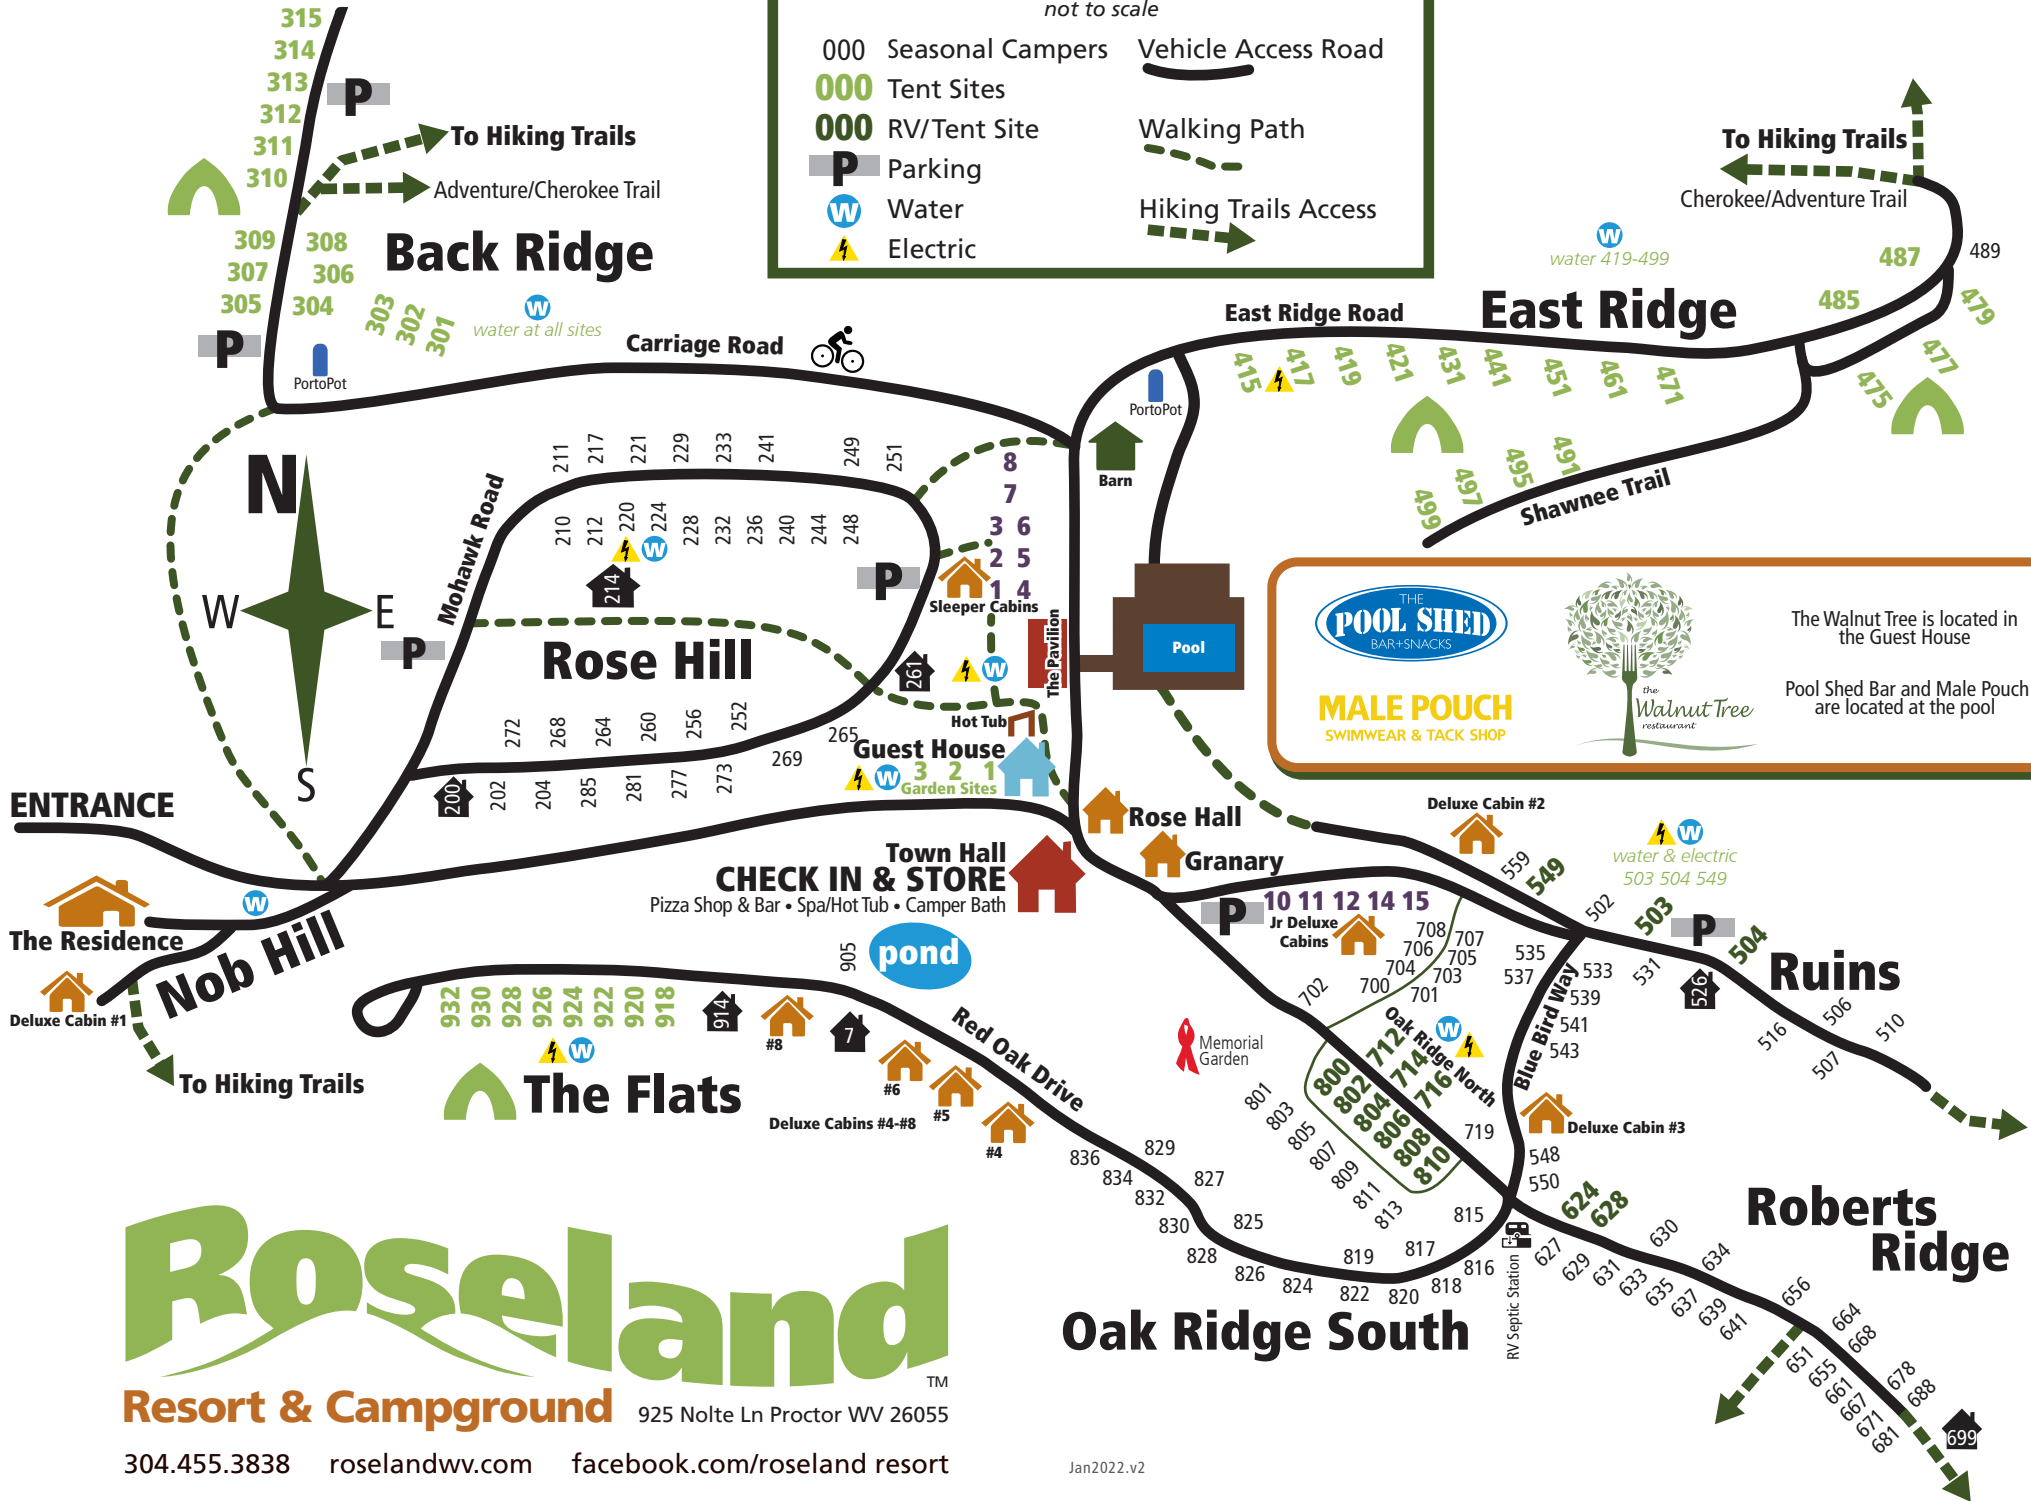 not to scale
000 Seasonal Campers
000 Tent Sites
000 RV/Tent Site
P Parking
W Water
Electric
Vehicle Access Road
Walking Path
Hiking Trails Access
315
314
313
312
311
310
P
To Hiking Trails
Adventure/Cherokee Trail
309 308
307 306
305 304
303 302 301
Back Ridge
W
water at all sites
P
PortoPot
Carriage Road
To Hiking Trails
Cherokee/Adventure Trail
W
water 419-499
487
489
485
479
477
475
East Ridge Road
East Ridge
415 417 419 421 431 441 451 461 471
PortoPot
Barn
491
495
497
499
Shawnee Trail
N
W E
S
Mohawk Road
P
211 217 221 229 233 241 249 251
210 212 220 224 228 232 236 240 244 248
W
214
P
Rose Hill
8
7
3 6
2 5
1 4
Sleeper Cabins
The Pavilion
Pool
261
W
272 268 264 260 256 252
265
269
200 202 204 285 281 277 273
Hot Tub
Guest House
W 3 2 1
Garden Sites
THE
POOL SHED
BAR+SNACKS
MALE POUCH
SWIMWEAR & TACK SHOP
the
Walnut Tree
restaurant
The Walnut Tree is located in
the Guest House
Pool Shed Bar and Male Pouch
are located at the pool
ENTRANCE
The Residence
W
Nob Hill
Deluxe Cabin #1
To Hiking Trails
Rose Hall
Granary
Town Hall
CHECK IN & STORE
Pizza Shop & Bar • Spa/Hot Tub • Camper Bath
Deluxe Cabin #2
559
549
W
water & electric
503 504 549
502
503
P
504
Ruins
531
526
516
506
507
510
P
10 11 12 14 15
Jr Deluxe
Cabins
708 707
706 705
704 703
700 701
702
535
537
533
539
541
543
Blue Bird Way
905
pond
932 930 928 926 924 922 920 918
W
914
#8
7
#6
#5
#4
The Flats
Deluxe Cabins #4-#8
Red Oak Drive
Memorial
Garden
Oak Ridge North
W
712
714
716
719
800
802
804
806
808
810
801
803
805
807
809
811
813
815
Deluxe Cabin #3
548
550
836
834
832
830
828
826
824
822
820
818
816
829
827
825
819
817
RV Septic Station
Oak Ridge South
624
628
630
634
656
664
668
678
688
627
629
631
633
635
637
639
641
651
655
661
667
671
681
699
Roberts
Ridge
Roseland
TM
Resort & Campground
925 Nolte Ln Proctor WV 26055
304.455.3838 roselandwv.com facebook.com/roseland resort
Jan2022.v2